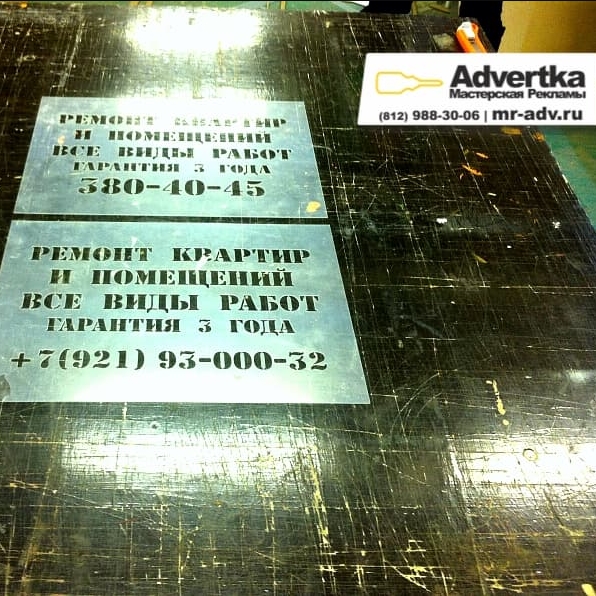 Advertka
Мастерская Рекламы
(812) 988-30-06 | mr-adv.ru
РЕМОНТ КВАРТИР
И ПОМЕЩЕНИЙ
ВСЕ ВИДЫ РАБОТ
ГАРАНТИЯ 3 ГОДА
380-40-45
РЕМОНТ КВАРТИР
И ПОМЕЩЕНИЙ
ВСЕ ВИДЫ РАБОТ
ГАРАНТИЯ 3 ГОДА
+7(921) 93-000-32